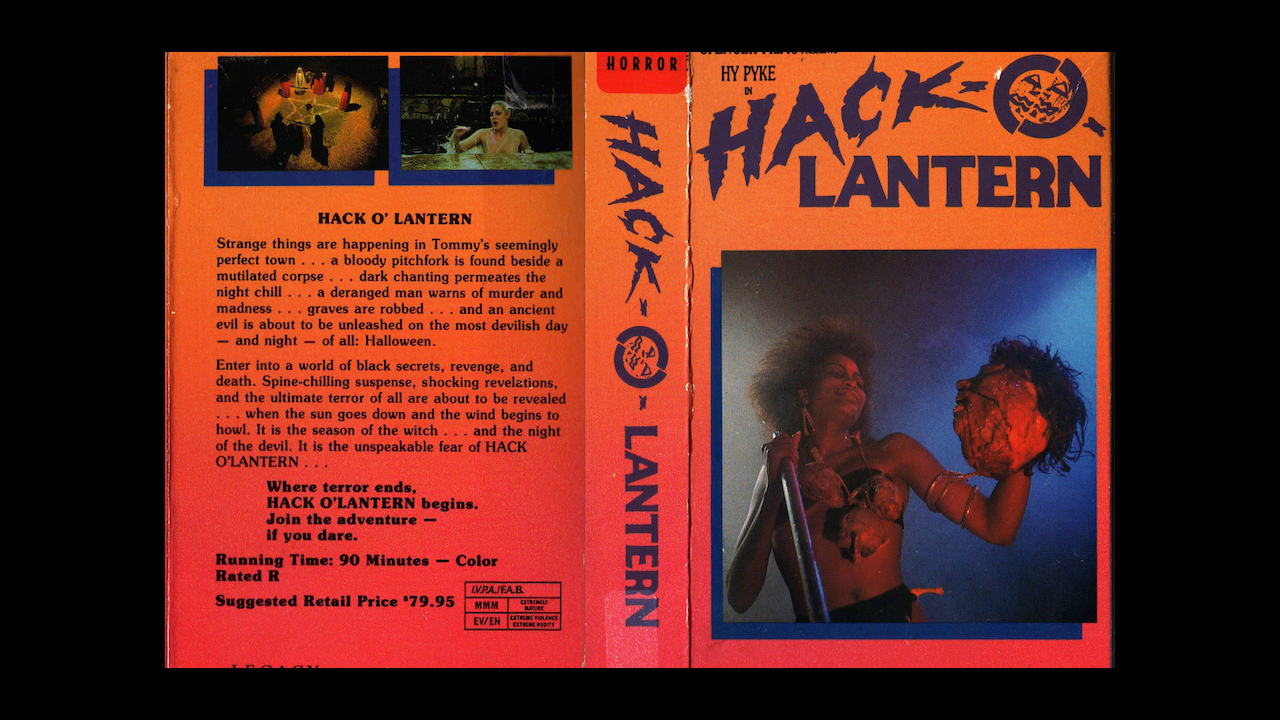 HACK O' LANTERN
Strange things are happening in Tommy's seemingly
perfect town . . . a bloody pitchfork is found beside a
mutilated corpse . . . dark chanting permeates the
night chill . . . a deranged man warns of murder and
madness . . . graves are robbed . . . and an ancient
evil is about to be unleashed on the most devilish day
— and night — of all: Halloween.
Enter into a world of black secrets, revenge, and
death. Spine-chilling suspense, shocking revelations,
and the ultimate terror of all are about to be revealed
. . . when the sun goes down and the wind begins to
howl. It is the season of the witch . . . and the night
of the devil. It is the unspeakable fear of HACK
O'LANTERN . . .
Where terror ends,
HACK O'LANTERN begins.
Join the adventure —
if you dare.
Running Time: 90 Minutes — Color
Rated R
Suggested Retail Price $79.95
I.V.P.A./F.A.B.
MMM
EXTREMELY
MATURE
EV/EN
EXTREME VIOLENCE
EXTREME NUDITY
LEGACY
HORROR
HACK-O-LANTERN
HY PYKE
IN
HACK-O-
LANTERN